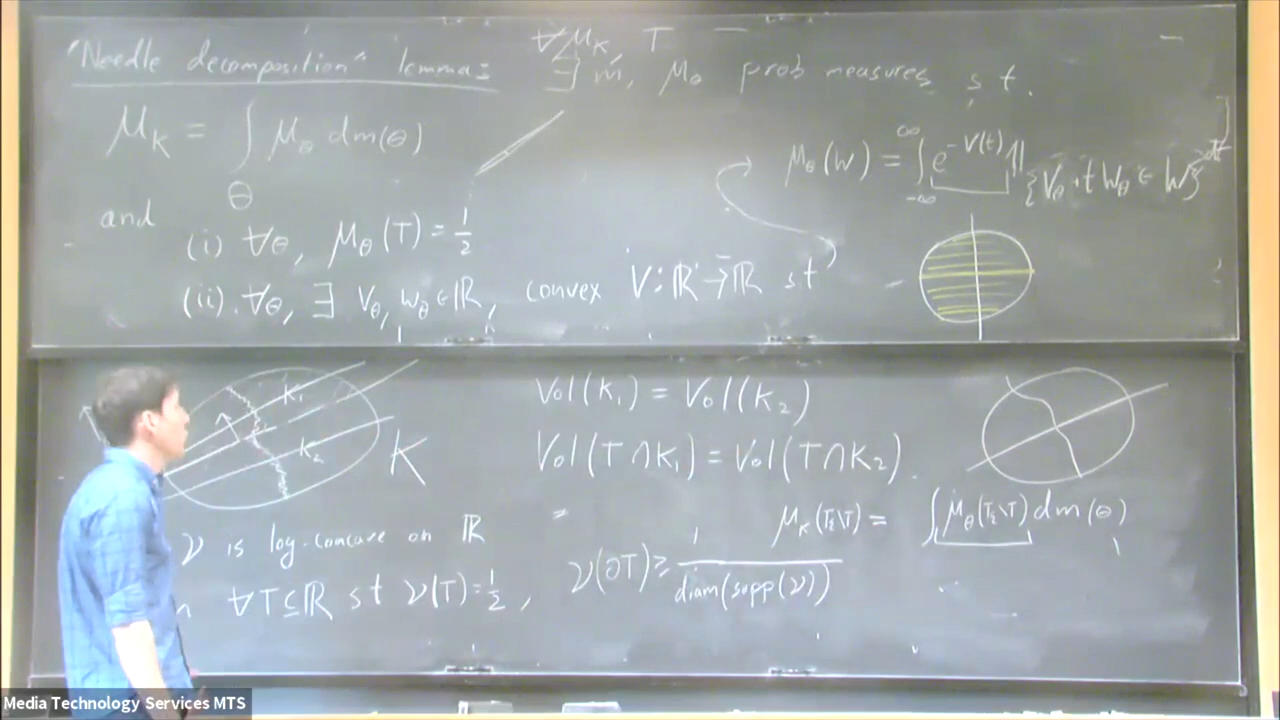 "Needle decomposition" lemma: ∀ μ_K, T ∃ m, μ_θ prob measures s t.
μ_K = ∫_Θ μ_θ dm(θ)
μ_θ(W) = ∫_{-∞}^{∞} e^{-V(t)} 1_{{V_θ + t W_θ ∈ W}} dt
and
(i) ∀θ, μ_θ(T) = 1/2
(ii). ∀θ, ∃ V_θ, W_θ ∈ ℝ, convex V: ℝ → ℝ s t
K_1
K_2
K
Vol(K_1) = Vol(K_2)
Vol(T ∩ K_1) = Vol(T ∩ K_2).
μ_K(T_ε\T) = ∫ μ_θ(T_ε\T) dm(θ)
ν is log-concave on ℝ
∀T ⊆ ℝ s t ν(T) = 1/2, ν(∂T) ≥ 1/diam(supp(ν))
Media Technology Services MTS